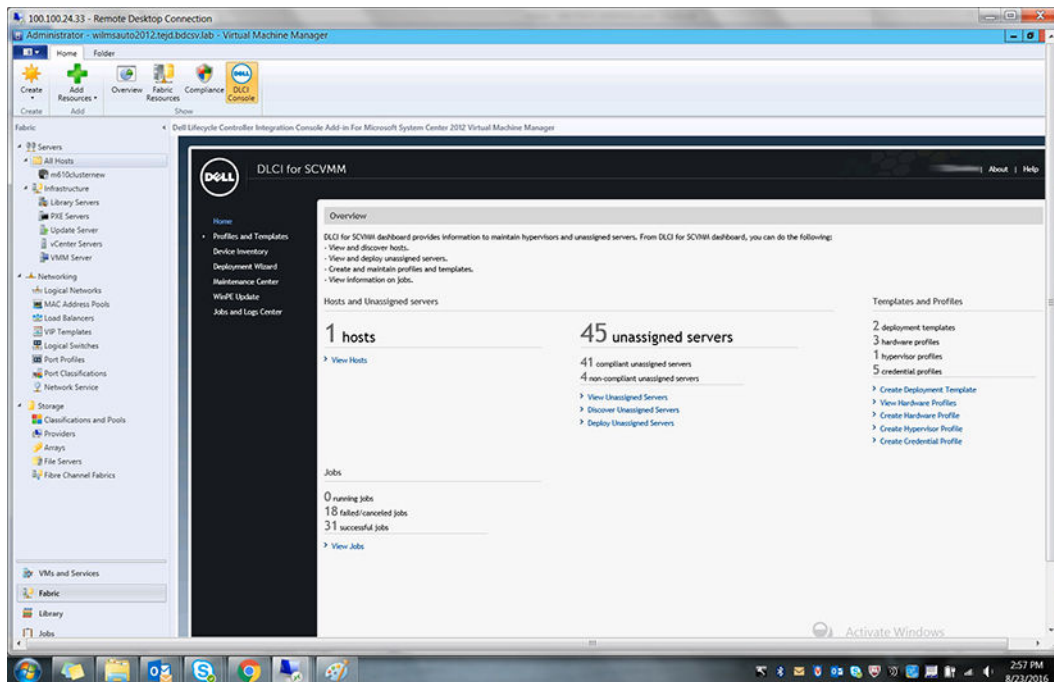 100.100.24.33 - Remote Desktop Connection
Administrator - wilmsauto2012.tejd.bdcsv.lab - Virtual Machine Manager
Home Folder
Create
Add Resources
Overview
Fabric Resources
Compliance
DELL
DLCI Console
Create Add Show
Fabric
Dell Lifecycle Controller Integration Console Add-in For Microsoft System Center 2012 Virtual Machine Manager
Servers
All Hosts
m610clusternew
Infrastructure
Library Servers
PXE Servers
Update Server
vCenter Servers
VMM Server
Networking
Logical Networks
MAC Address Pools
Load Balancers
VIP Templates
Logical Switches
Port Profiles
Port Classifications
Network Service
Storage
Classifications and Pools
Providers
Arrays
File Servers
Fibre Channel Fabrics
VMs and Services
Fabric
Library
Jobs
DELL
DLCI for SCVMM
| About | Help
Home
Profiles and Templates
Device Inventory
Deployment Wizard
Maintenance Center
WinPE Update
Jobs and Logs Center
Overview
DLCI for SCVMM dashboard provides information to maintain hypervisors and unassigned servers. From DLCI for SCVMM dashboard, you can do the following:
- View and discover hosts.
- View and deploy unassigned servers.
- Create and maintain profiles and templates.
- View information on jobs.
Hosts and Unassigned servers
1 hosts
View Hosts
45 unassigned servers
41 compliant unassigned servers
4 non-compliant unassigned servers
View Unassigned Servers
Discover Unassigned Servers
Deploy Unassigned Servers
Templates and Profiles
2 deployment templates
3 hardware profiles
1 hypervisor profiles
5 credential profiles
Create Deployment Template
View Hardware Profiles
Create Hardware Profile
Create Hypervisor Profile
Create Credential Profile
Jobs
0 running jobs
18 failed/canceled jobs
31 successful jobs
View Jobs
Activate Windows
2:57 PM
8/23/2016